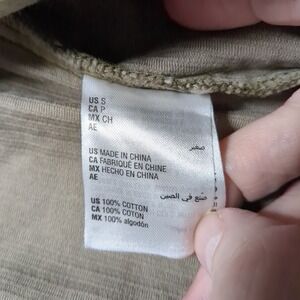 US S
CA P
MX CH
AE
صغير
US MADE IN CHINA
CA FABRIQUÉ EN CHINE
MX HECHO EN CHINA
AE
صنع في الصين
US 100% COTTON
CA 100% COTON
MX 100% algodón